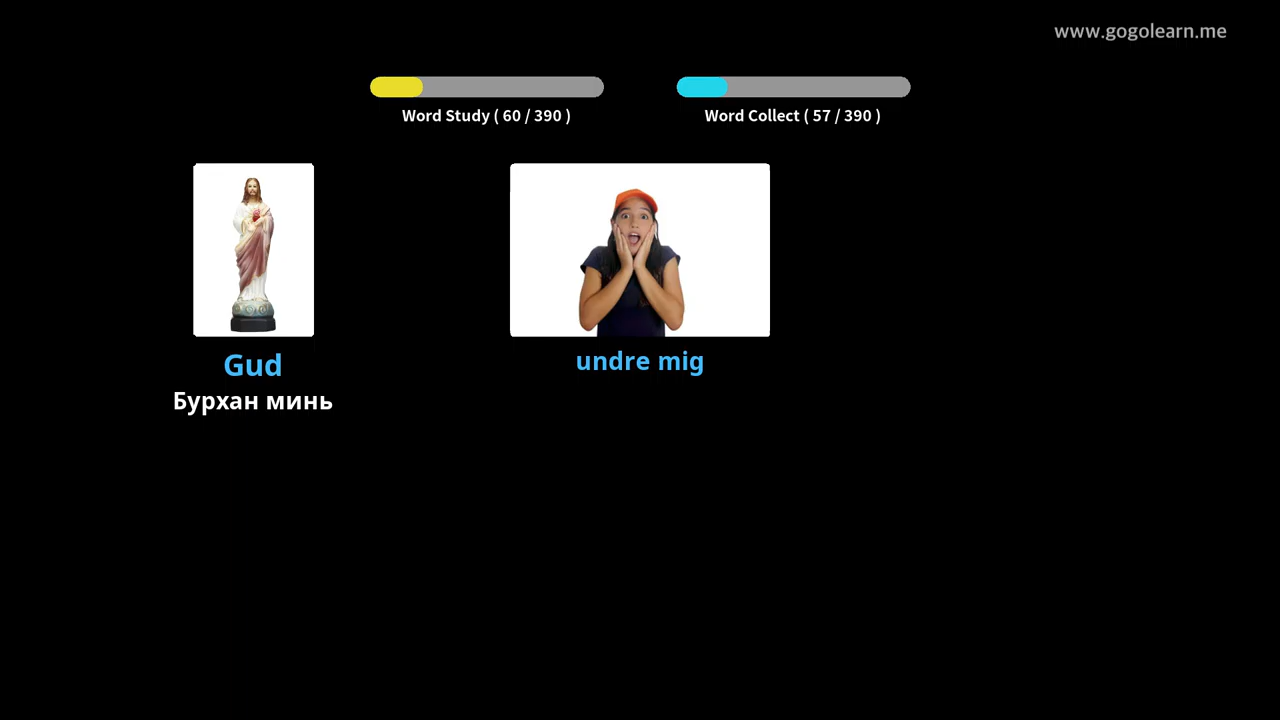 www.gogolearn.me
Word Study ( 60 / 390 )
Word Collect ( 57 / 390 )
Gud
Бурхан минь
undre mig